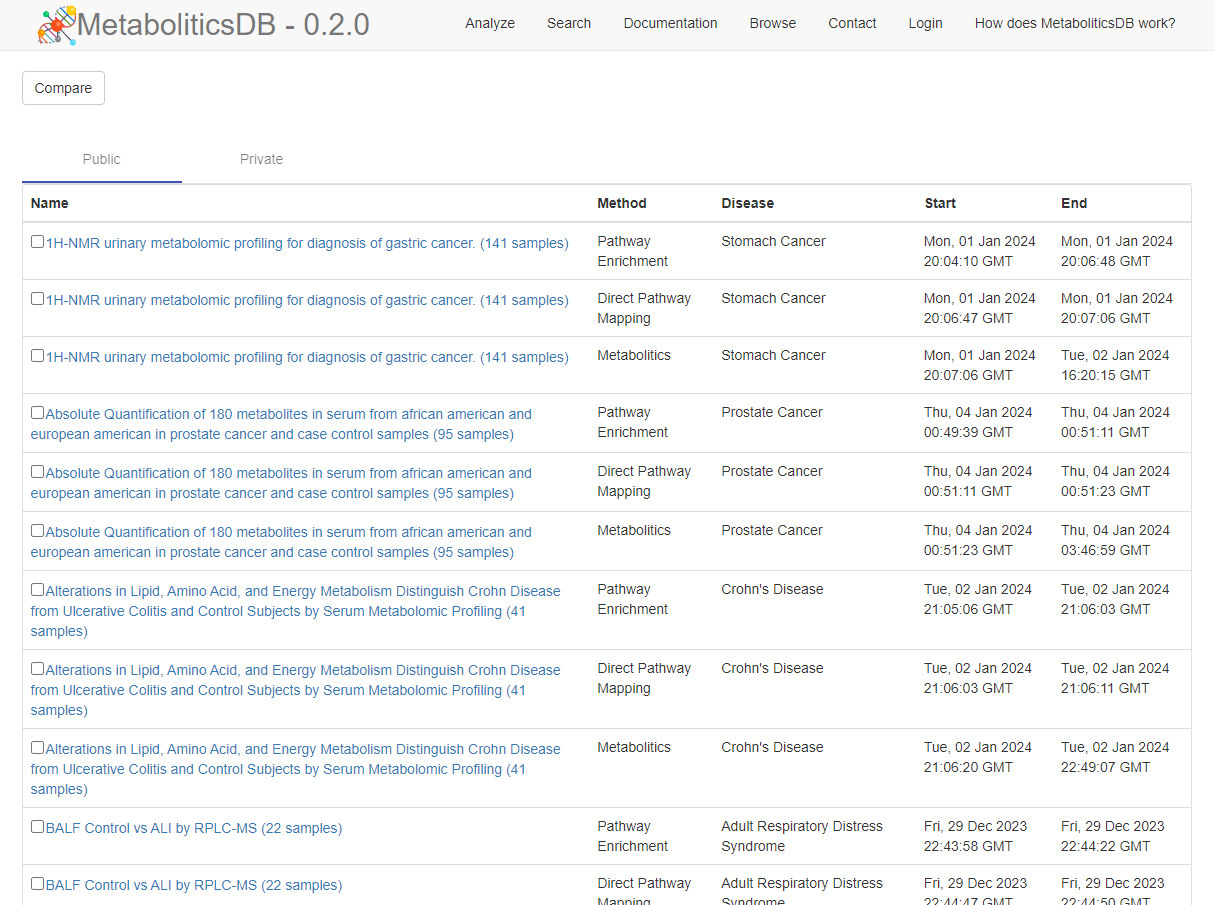 MetaboliticsDB - 0.2.0
Analyze Search Documentation Browse Contact Login How does MetaboliticsDB work?
Compare
Public Private
Name Method Disease Start End
1H-NMR urinary metabolomic profiling for diagnosis of gastric cancer. (141 samples) Pathway Stomach Cancer Mon, 01 Jan 2024 Mon, 01 Jan 2024
Enrichment 20:04:10 GMT 20:06:48 GMT
1H-NMR urinary metabolomic profiling for diagnosis of gastric cancer. (141 samples) Direct Pathway Stomach Cancer Mon, 01 Jan 2024 Mon, 01 Jan 2024
Mapping 20:06:47 GMT 20:07:06 GMT
1H-NMR urinary metabolomic profiling for diagnosis of gastric cancer. (141 samples) Metabolitics Stomach Cancer Mon, 01 Jan 2024 Tue, 02 Jan 2024
20:07:06 GMT 16:20:15 GMT
Absolute Quantification of 180 metabolites in serum from african american and Pathway Prostate Cancer Thu, 04 Jan 2024 Thu, 04 Jan 2024
european american in prostate cancer and case control samples (95 samples) Enrichment 00:49:39 GMT 00:51:11 GMT
Absolute Quantification of 180 metabolites in serum from african american and Direct Pathway Prostate Cancer Thu, 04 Jan 2024 Thu, 04 Jan 2024
european american in prostate cancer and case control samples (95 samples) Mapping 00:51:11 GMT 00:51:23 GMT
Absolute Quantification of 180 metabolites in serum from african american and Metabolitics Prostate Cancer Thu, 04 Jan 2024 Thu, 04 Jan 2024
european american in prostate cancer and case control samples (95 samples) 00:51:23 GMT 03:46:59 GMT
Alterations in Lipid, Amino Acid, and Energy Metabolism Distinguish Crohn Disease Pathway Crohn's Disease Tue, 02 Jan 2024 Tue, 02 Jan 2024
from Ulcerative Colitis and Control Subjects by Serum Metabolomic Profiling (41 Enrichment 21:05:06 GMT 21:06:03 GMT
samples)
Alterations in Lipid, Amino Acid, and Energy Metabolism Distinguish Crohn Disease Direct Pathway Crohn's Disease Tue, 02 Jan 2024 Tue, 02 Jan 2024
from Ulcerative Colitis and Control Subjects by Serum Metabolomic Profiling (41 Mapping 21:06:03 GMT 21:06:11 GMT
samples)
Alterations in Lipid, Amino Acid, and Energy Metabolism Distinguish Crohn Disease Metabolitics Crohn's Disease Tue, 02 Jan 2024 Tue, 02 Jan 2024
from Ulcerative Colitis and Control Subjects by Serum Metabolomic Profiling (41 21:06:20 GMT 22:49:07 GMT
samples)
BALF Control vs ALI by RPLC-MS (22 samples) Pathway Adult Respiratory Distress Fri, 29 Dec 2023 Fri, 29 Dec 2023
Enrichment Syndrome 22:43:58 GMT 22:44:22 GMT
BALF Control vs ALI by RPLC-MS (22 samples) Direct Pathway Adult Respiratory Distress Fri, 29 Dec 2023 Fri, 29 Dec 2023
Mapping Syndrome 22:44:47 GMT 22:44:50 GMT